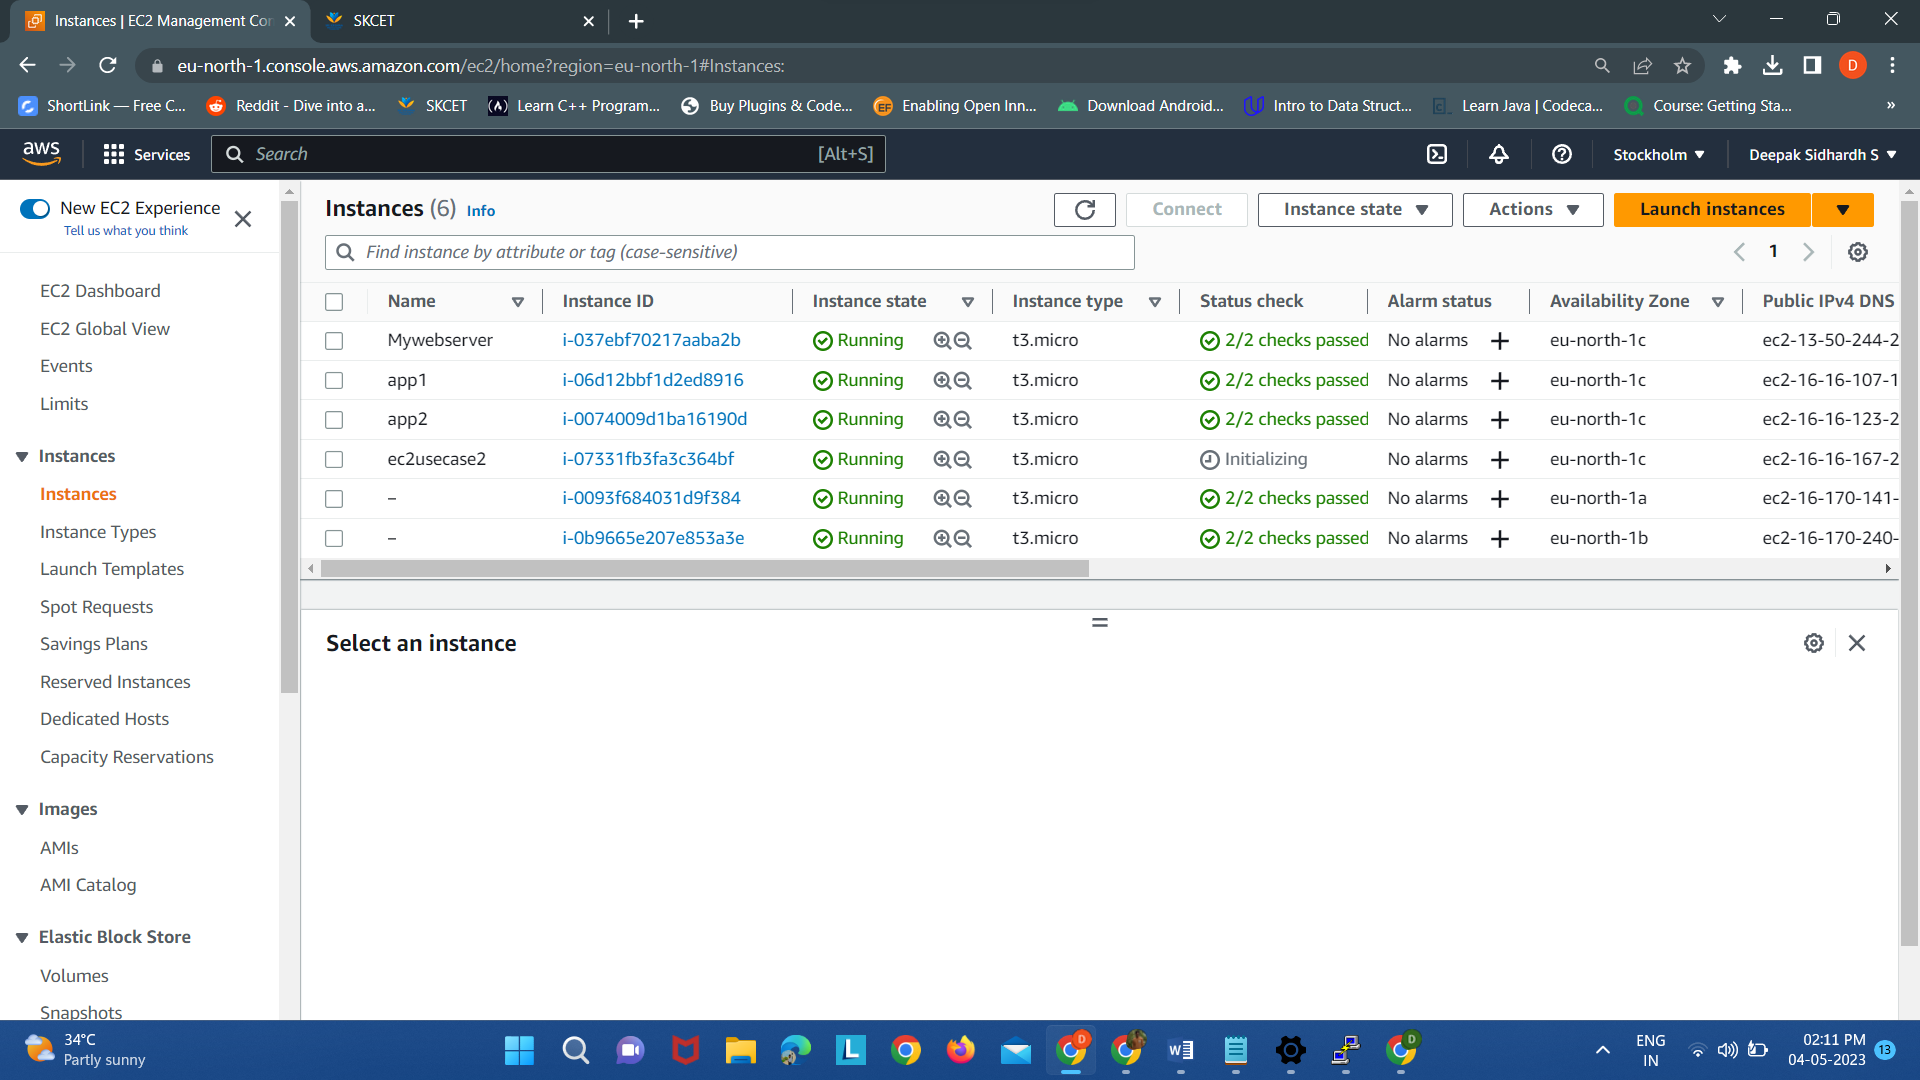 Instances | EC2 Management Con
SKCET
eu-north-1.console.aws.amazon.com/ec2/home?region=eu-north-1#Instances:
D
ShortLink — Free C...
Reddit - Dive into a...
SKCET
Learn C++ Program...
Buy Plugins & Code...
Enabling Open Inn...
Download Android...
Intro to Data Struct...
Learn Java | Codeca...
Course: Getting Sta...
»
aws
Services
Search
[Alt+S]
Stockholm
Deepak Sidhardh S
New EC2 Experience
Tell us what you think
EC2 Dashboard
EC2 Global View
Events
Limits
Instances
Instances
Instance Types
Launch Templates
Spot Requests
Savings Plans
Reserved Instances
Dedicated Hosts
Capacity Reservations
Images
AMIs
AMI Catalog
Elastic Block Store
Volumes
Snapshots
Instances (6) Info
Connect
Instance state
Actions
Launch instances
Find instance by attribute or tag (case-sensitive)
1
Name Instance ID Instance state Instance type Status check Alarm status Availability Zone Public IPv4 DNS
Mywebserver i-037ebf70217aaba2b Running t3.micro 2/2 checks passed No alarms + eu-north-1c ec2-13-50-244-2
app1 i-06d12bbf1d2ed8916 Running t3.micro 2/2 checks passed No alarms + eu-north-1c ec2-16-16-107-1
app2 i-0074009d1ba16190d Running t3.micro 2/2 checks passed No alarms + eu-north-1c ec2-16-16-123-2
ec2usecase2 i-07331fb3fa3c364bf Running t3.micro Initializing No alarms + eu-north-1c ec2-16-16-167-2
– i-0093f684031d9f384 Running t3.micro 2/2 checks passed No alarms + eu-north-1a ec2-16-170-141-
– i-0b9665e207e853a3e Running t3.micro 2/2 checks passed No alarms + eu-north-1b ec2-16-170-240-
Select an instance
34°C
Partly sunny
L
D
W
D
ENG
IN
02:11 PM
04-05-2023
13